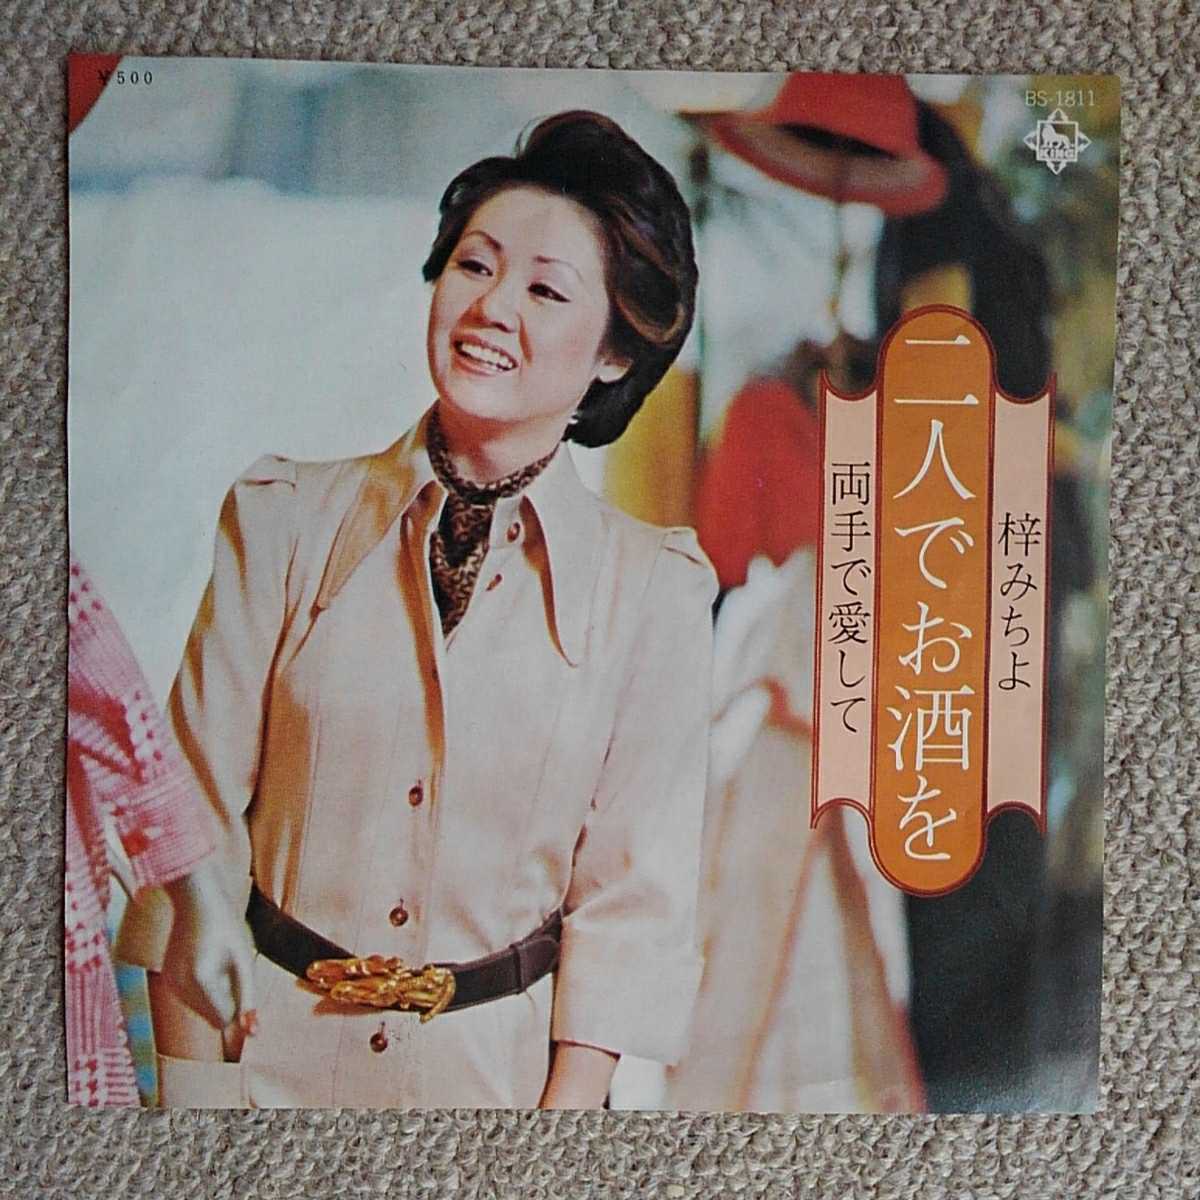 ¥500
BS-1811
KING
梓みちよ
二人でお酒を
両手で愛して